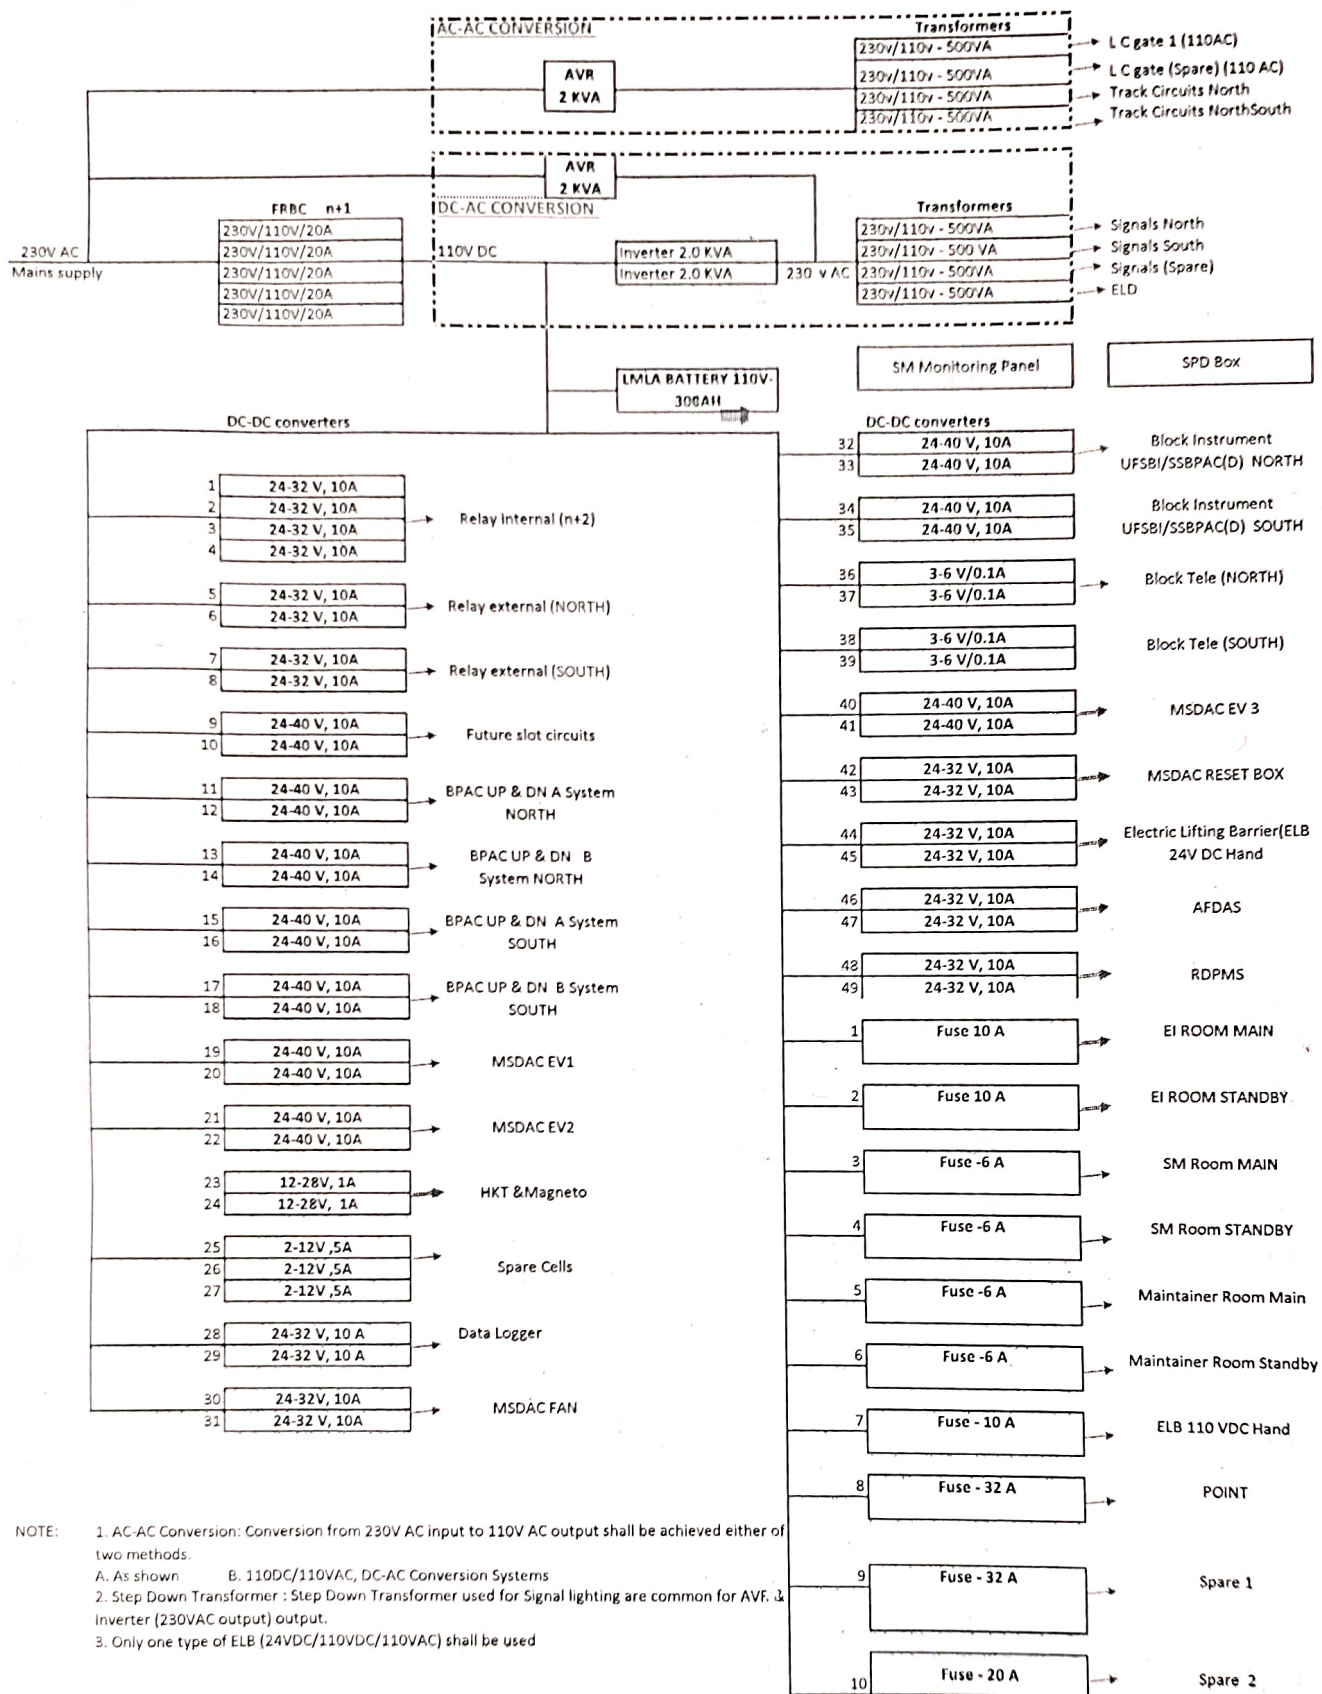 AC-AC CONVERSION
Transformers
AVR
2 KVA
230v/110v - 500VA
230v/110v - 500VA
230v/110v - 500VA
230v/110v - 500VA
L C gate 1 (110AC)
L C gate (Spare) (110 AC)
Track Circuits North
Track Circuits NorthSouth
AVR
2 KVA
DC-AC CONVERSION
Transformers
FRBC n+1
230V/110V/20A
230V/110V/20A
230V/110V/20A
230V/110V/20A
230V/110V/20A
230V AC
Mains supply
110V DC
Inverter 2.0 KVA
Inverter 2.0 KVA
230 v AC
230v/110v - 500VA
230v/110v - 500 VA
230v/110v - 500VA
230v/110v - 500VA
Signals North
Signals South
Signals (Spare)
ELD
LMLA BATTERY 110V-
300AH
SM Monitoring Panel
SPD Box
DC-DC converters
1 24-32 V, 10A
2 24-32 V, 10A
3 24-32 V, 10A
4 24-32 V, 10A
Relay Internal (n+2)
5 24-32 V, 10A
6 24-32 V, 10A
Relay external (NORTH)
7 24-32 V, 10A
8 24-32 V, 10A
Relay external (SOUTH)
9 24-40 V, 10A
10 24-40 V, 10A
Future slot circuits
11 24-40 V, 10A
12 24-40 V, 10A
BPAC UP & DN A System
NORTH
13 24-40 V, 10A
14 24-40 V, 10A
BPAC UP & DN B
System NORTH
15 24-40 V, 10A
16 24-40 V, 10A
BPAC UP & DN A System
SOUTH
17 24-40 V, 10A
18 24-40 V, 10A
BPAC UP & DN B System
SOUTH
19 24-40 V, 10A
20 24-40 V, 10A
MSDAC EV1
21 24-40 V, 10A
22 24-40 V, 10A
MSDAC EV2
23 12-28V, 1A
24 12-28V, 1A
HKT &Magneto
25 2-12V ,5A
26 2-12V ,5A
27 2-12V ,5A
Spare Cells
28 24-32 V, 10 A
29 24-32 V, 10 A
Data Logger
30 24-32V, 10A
31 24-32 V, 10A
MSDAC FAN
DC-DC converters
32 24-40 V, 10A
33 24-40 V, 10A
Block Instrument
UFSBI/SSBPAC(D) NORTH
34 24-40 V, 10A
35 24-40 V, 10A
Block Instrument
UFSBI/SSBPAC(D) SOUTH
36 3-6 V/0.1A
37 3-6 V/0.1A
Block Tele (NORTH)
38 3-6 V/0.1A
39 3-6 V/0.1A
Block Tele (SOUTH)
40 24-40 V, 10A
41 24-40 V, 10A
MSDAC EV 3
42 24-32 V, 10A
43 24-32 V, 10A
MSDAC RESET BOX
44 24-32 V, 10A
45 24-32 V, 10A
Electric Lifting Barrier(ELB
24V DC Hand
46 24-32 V, 10A
47 24-32 V, 10A
AFDAS
48 24-32 V, 10A
49 24-32 V, 10A
RDPMS
1 Fuse 10 A
EI ROOM MAIN
2 Fuse 10 A
EI ROOM STANDBY
3 Fuse -6 A
SM Room MAIN
4 Fuse -6 A
SM Room STANDBY
5 Fuse -6 A
Maintainer Room Main
6 Fuse -6 A
Maintainer Room Standby
7 Fuse - 10 A
ELB 110 VDC Hand
8 Fuse - 32 A
POINT
9 Fuse - 32 A
Spare 1
10 Fuse - 20 A
Spare 2
NOTE: 1. AC-AC Conversion: Conversion from 230V AC input to 110V AC output shall be achieved either of
two methods.
A. As shown B. 110DC/110VAC, DC-AC Conversion Systems
2. Step Down Transformer : Step Down Transformer used for Signal lighting are common for AVR &
Inverter (230VAC output) output.
3. Only one type of ELB (24VDC/110VDC/110VAC) shall be used